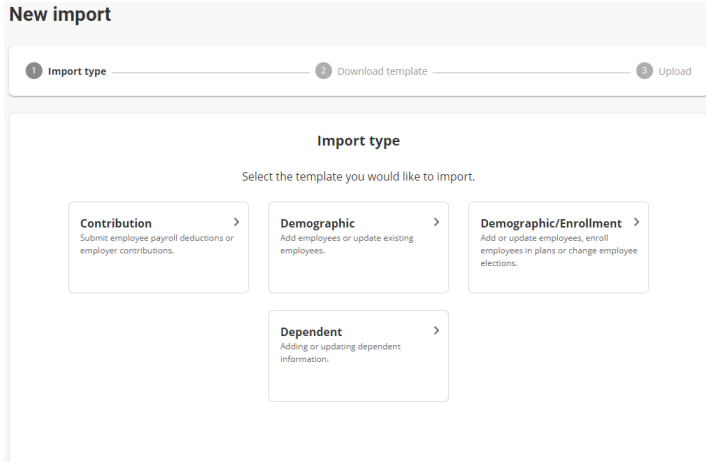 New import
1 Import type
2 Download template
3 Upload
Import type
Select the template you would like to import.
Contribution
Submit employee payroll deductions or
employer contributions.
Demographic
Add employees or update existing
employees.
Demographic/Enrollment
Add or update employees, enroll
employees in plans or change employee
elections.
Dependent
Adding or updating dependent
information.